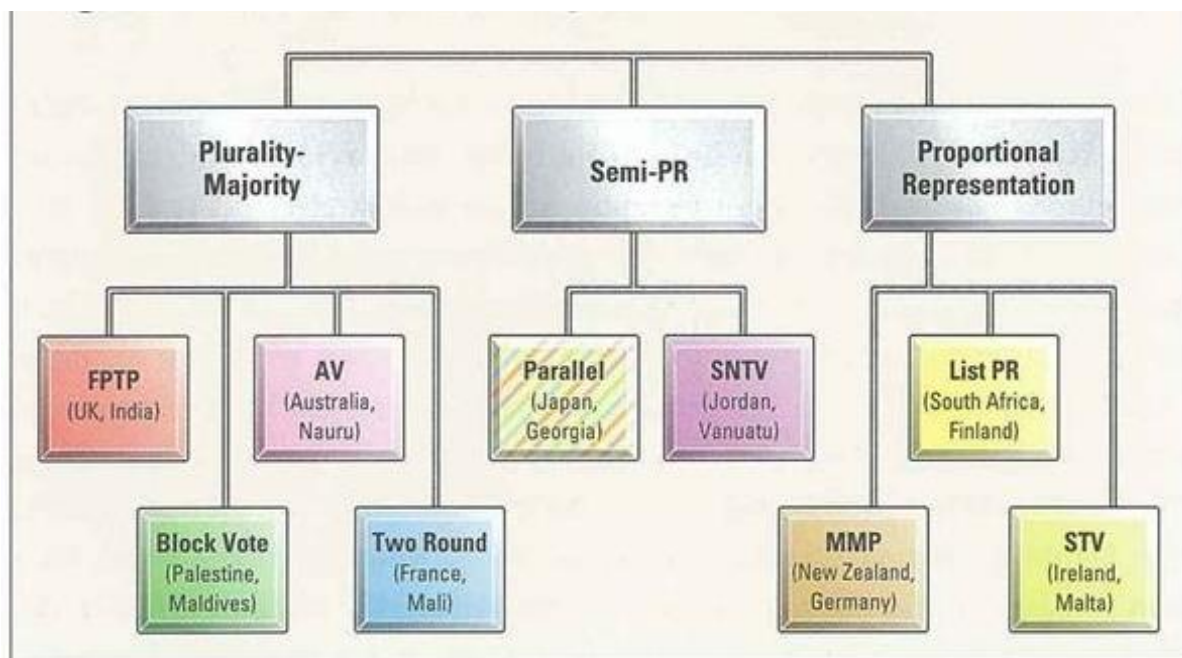 Plurality-
Majority
Semi-PR
Proportional
Representation
FPTP
(UK, India)
AV
(Australia,
Nauru)
Parallel
(Japan,
Georgia)
SNTV
(Jordan,
Vanuatu)
List PR
(South Africa,
Finland)
Block Vote
(Palestine,
Maldives)
Two Round
(France,
Mali)
MMP
(New Zealand,
Germany)
STV
(Ireland,
Malta)